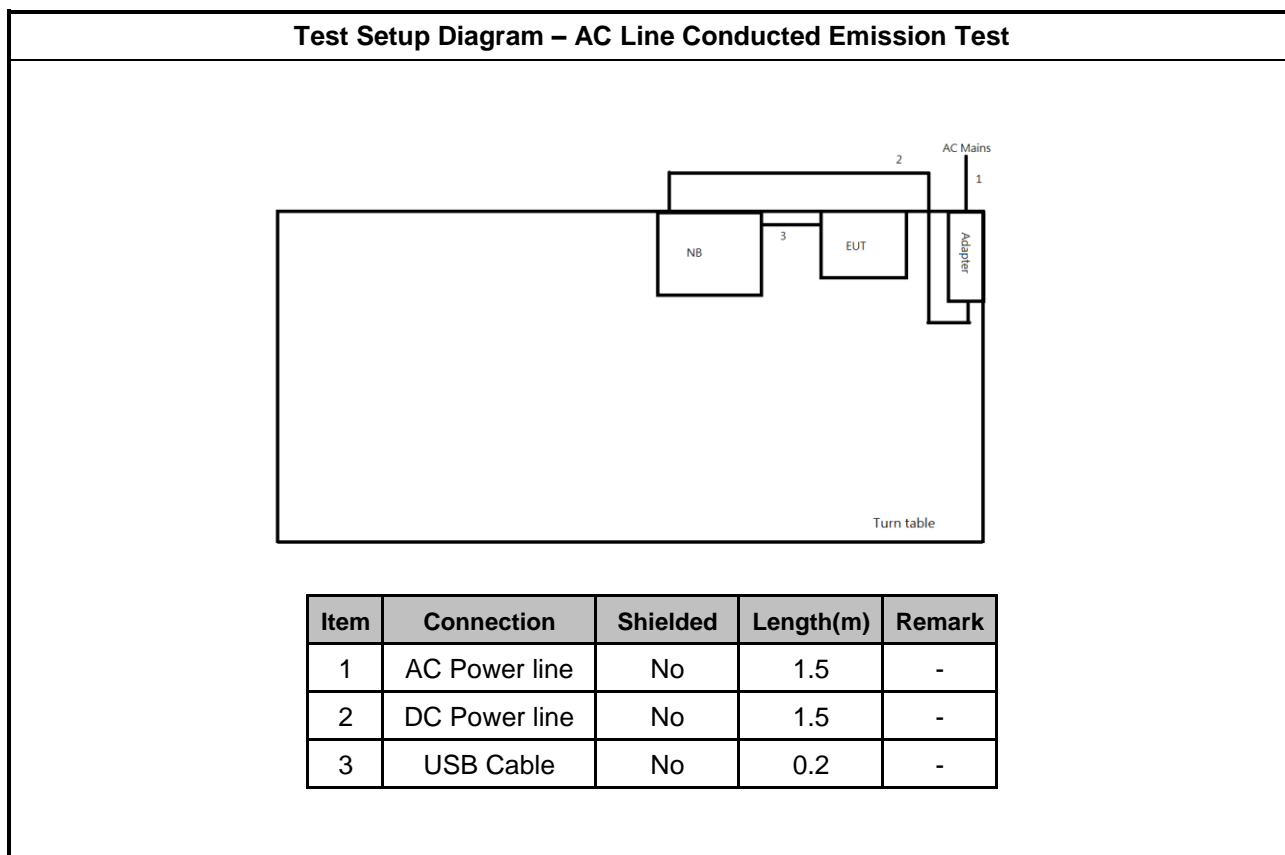 Test Setup Diagram – AC Line Conducted Emission Test
AC Mains
2
1
NB
3
EUT
Adapter
Turn table
Item Connection Shielded Length(m) Remark
1 AC Power line No 1.5 -
2 DC Power line No 1.5 -
3 USB Cable No 0.2 -